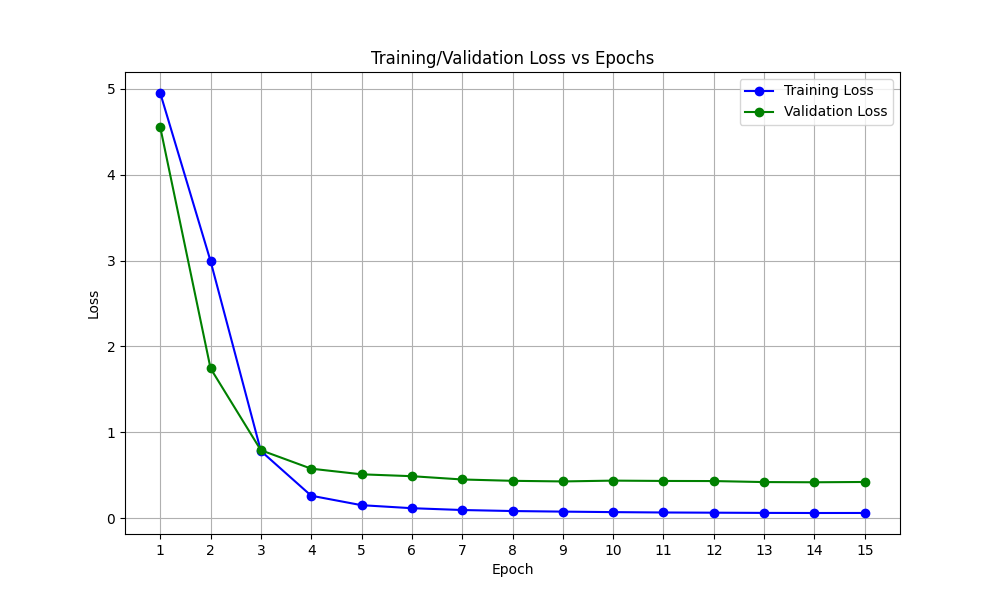 Training/Validation Loss vs Epochs
Training Loss
Validation Loss
5
4
3
2
1
0
Loss
1 2 3 4 5 6 7 8 9 10 11 12 13 14 15
Epoch